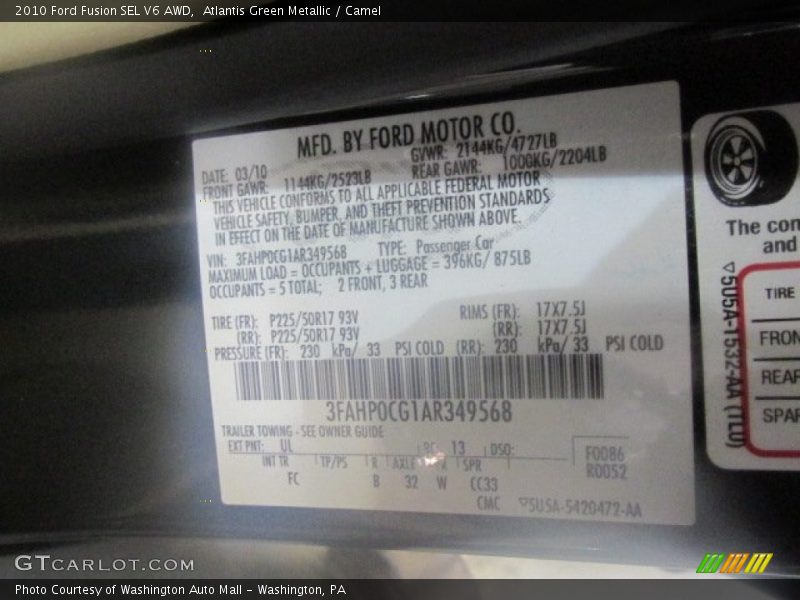 2010 Ford Fusion SEL V6 AWD,  Atlantis Green Metallic / Camel
MFD. BY FORD MOTOR CO.
DATE: 03/10 GVWR: 2144KG/4727LB
FRONT GAWR: 1144KG/2523LB REAR GAWR: 1000KG/2204LB
THIS VEHICLE CONFORMS TO ALL APPLICABLE FEDERAL MOTOR
VEHICLE SAFETY, BUMPER, AND THEFT PREVENTION STANDARDS
IN EFFECT ON THE DATE OF MANUFACTURE SHOWN ABOVE.
VIN: 3FAHP0CG1AR349568 TYPE: Passenger Car
MAXIMUM LOAD = OCCUPANTS + LUGGAGE = 396KG/ 875LB
OCCUPANTS = 5 TOTAL; 2 FRONT, 3 REAR
TIRE (FR): P225/50R17 93V RIMS (FR): 17X7.5J
(RR): P225/50R17 93V (RR): 17X7.5J
PRESSURE (FR): 230 kPa/ 33 PSI COLD (RR): 230 kPa/ 33 PSI COLD
3FAHP0CG1AR349568
TRAILER TOWING - SEE OWNER GUIDE
EXT PNT: UL RC: 13 DSO: F0086
INT TR TP/PS R AXLE SPR R0052
FC B 32 W CC33
CMC ▽5U5A-5420472-AA
The con
and
▽5U5A-1532-AA (TL0)
TIRE
FRON
REAR
SPAR
GTCARLOT.COM
Photo Courtesy of Washington Auto Mall - Washington, PA